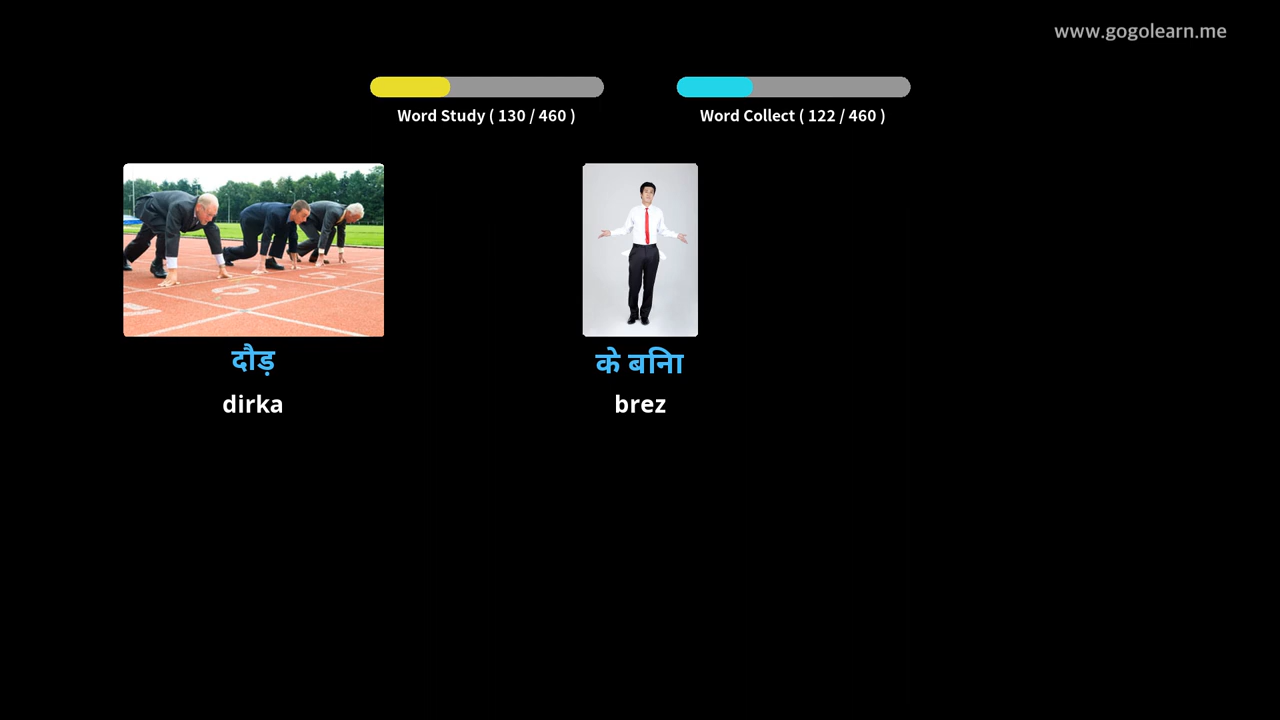 www.gogolearn.me
Word Study ( 130 / 460 )
Word Collect ( 122 / 460 )
दौड़
के बिना
dirka
brez